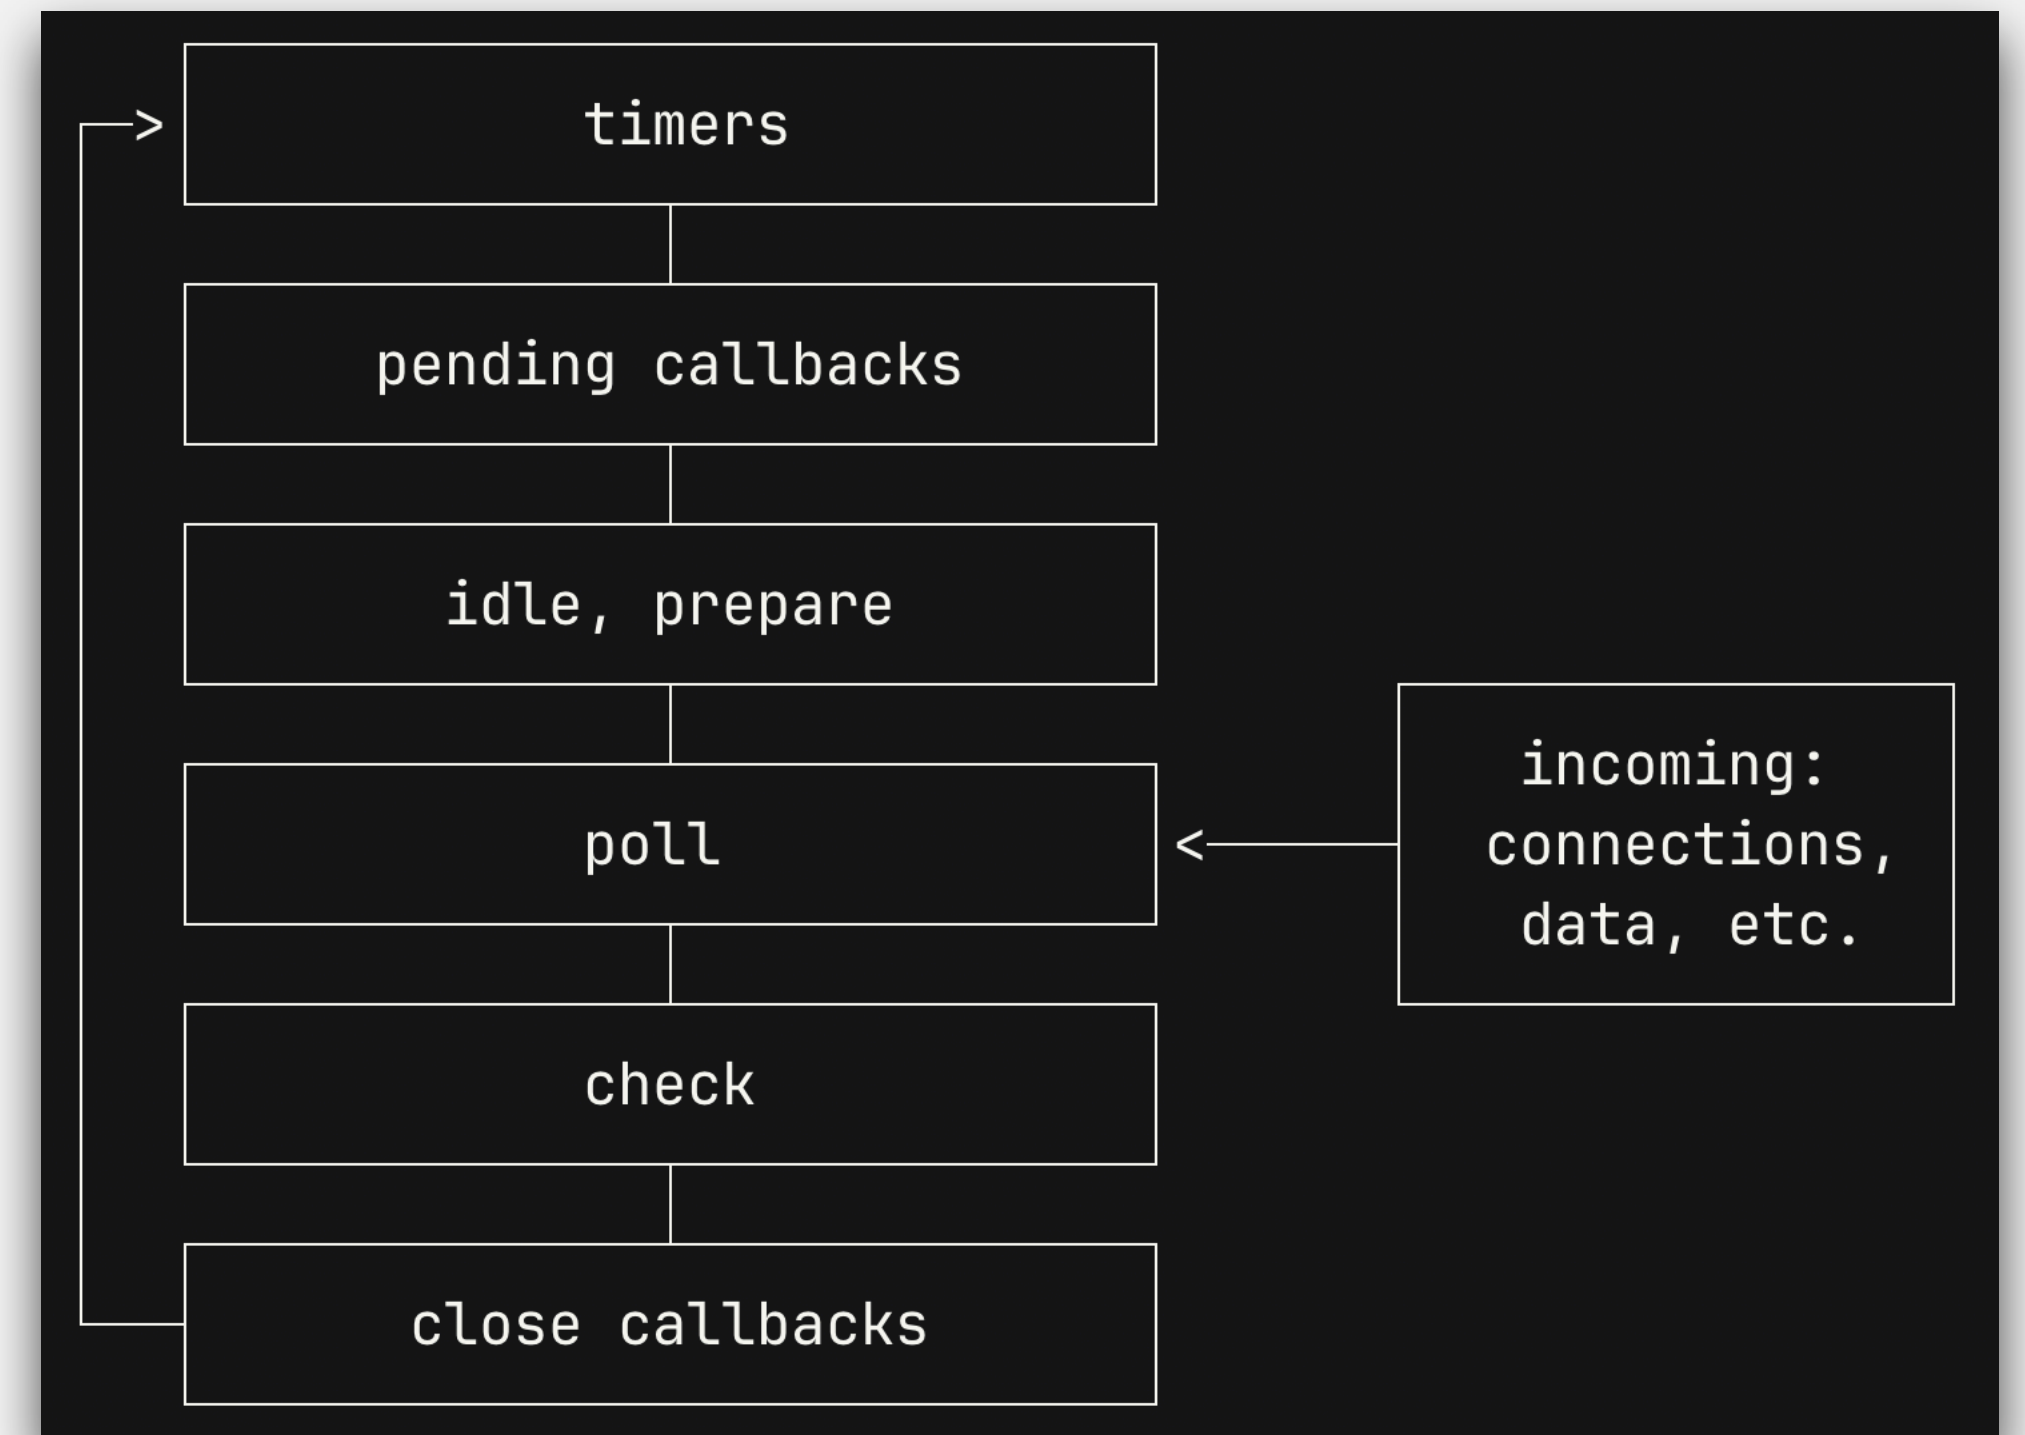 timers
pending callbacks
idle, prepare
poll
incoming:
connections,
data, etc.
check
close callbacks